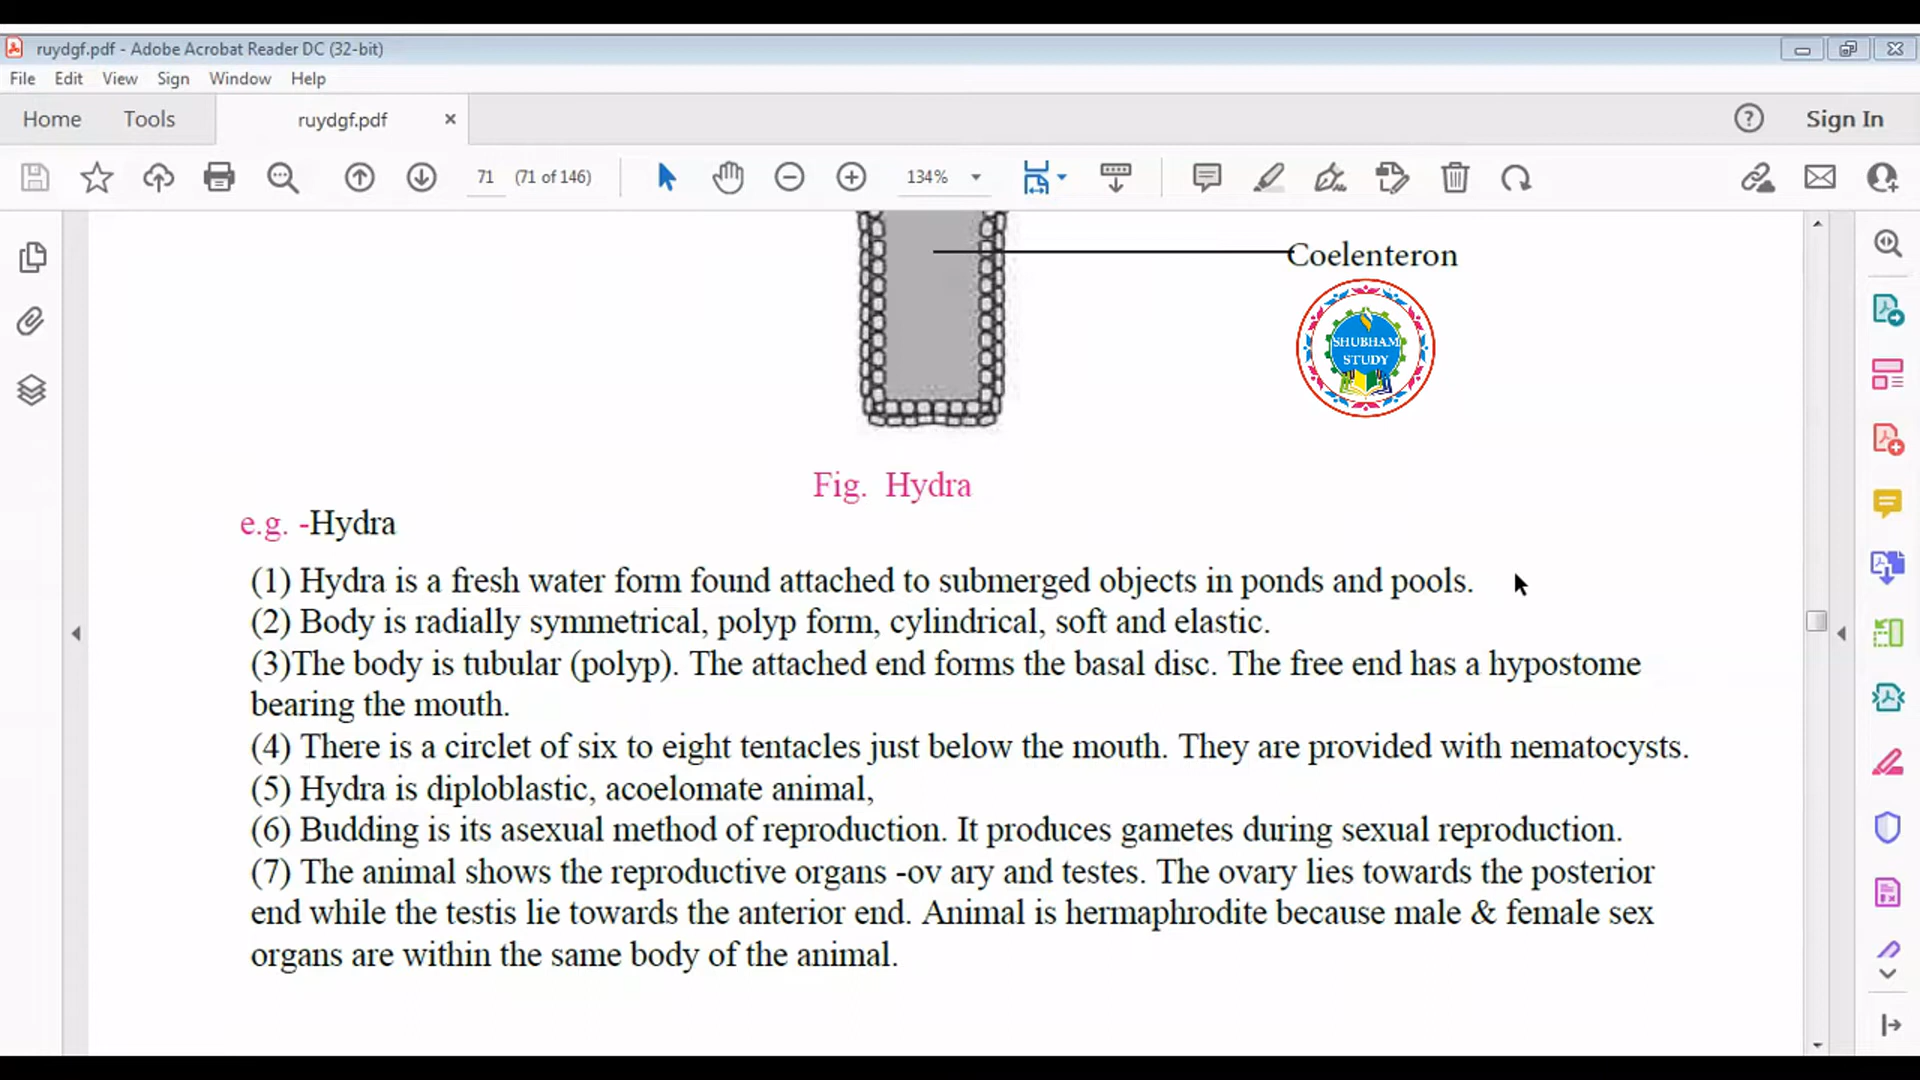 ruydgf.pdf - Adobe Acrobat Reader DC (32-bit)
File Edit View Sign Window Help
Home Tools ruydgf.pdf × ? Sign In
71 (71 of 146) 134%
Coelenteron
SHUBHAM
STUDY
Fig. Hydra
e.g. -Hydra
(1) Hydra is a fresh water form found attached to submerged objects in ponds and pools.
(2) Body is radially symmetrical, polyp form, cylindrical, soft and elastic.
(3)The body is tubular (polyp). The attached end forms the basal disc. The free end has a hypostome
bearing the mouth.
(4) There is a circlet of six to eight tentacles just below the mouth. They are provided with nematocysts.
(5) Hydra is diploblastic, acoelomate animal,
(6) Budding is its asexual method of reproduction. It produces gametes during sexual reproduction.
(7) The animal shows the reproductive organs -ov ary and testes. The ovary lies towards the posterior
end while the testis lie towards the anterior end. Animal is hermaphrodite because male & female sex
organs are within the same body of the animal.